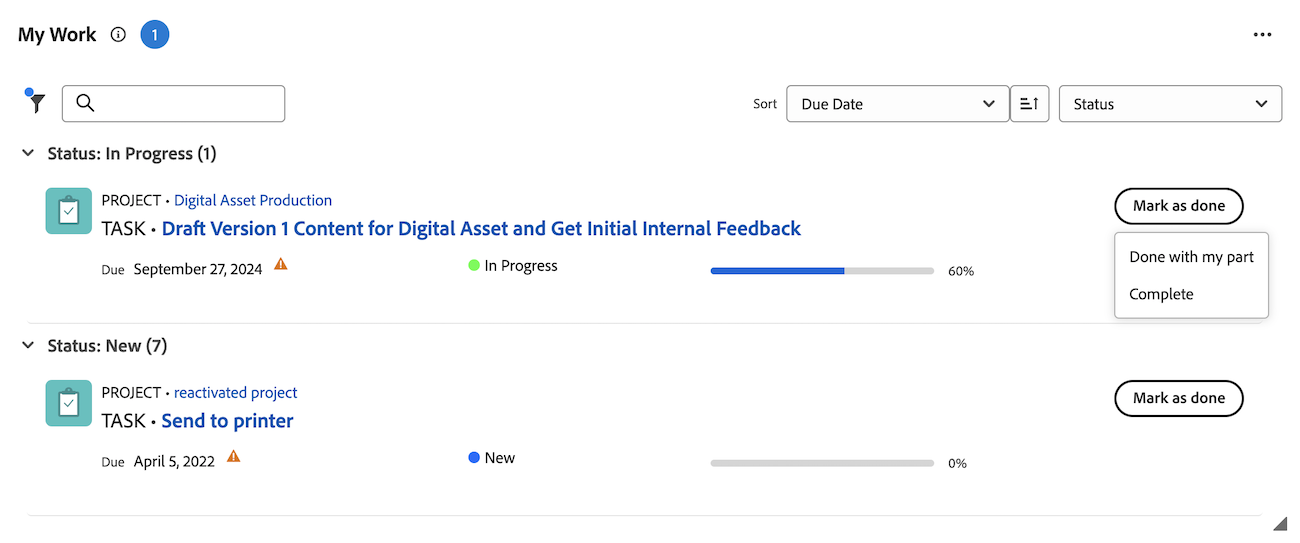 My Work 1
Sort Due Date Status
Status: In Progress (1)
PROJECT • Digital Asset Production
Mark as done
TASK • Draft Version 1 Content for Digital Asset and Get Initial Internal Feedback
Due September 27, 2024 In Progress 60%
Done with my part
Complete
Status: New (7)
PROJECT • reactivated project
Mark as done
TASK • Send to printer
Due April 5, 2022 New 0%